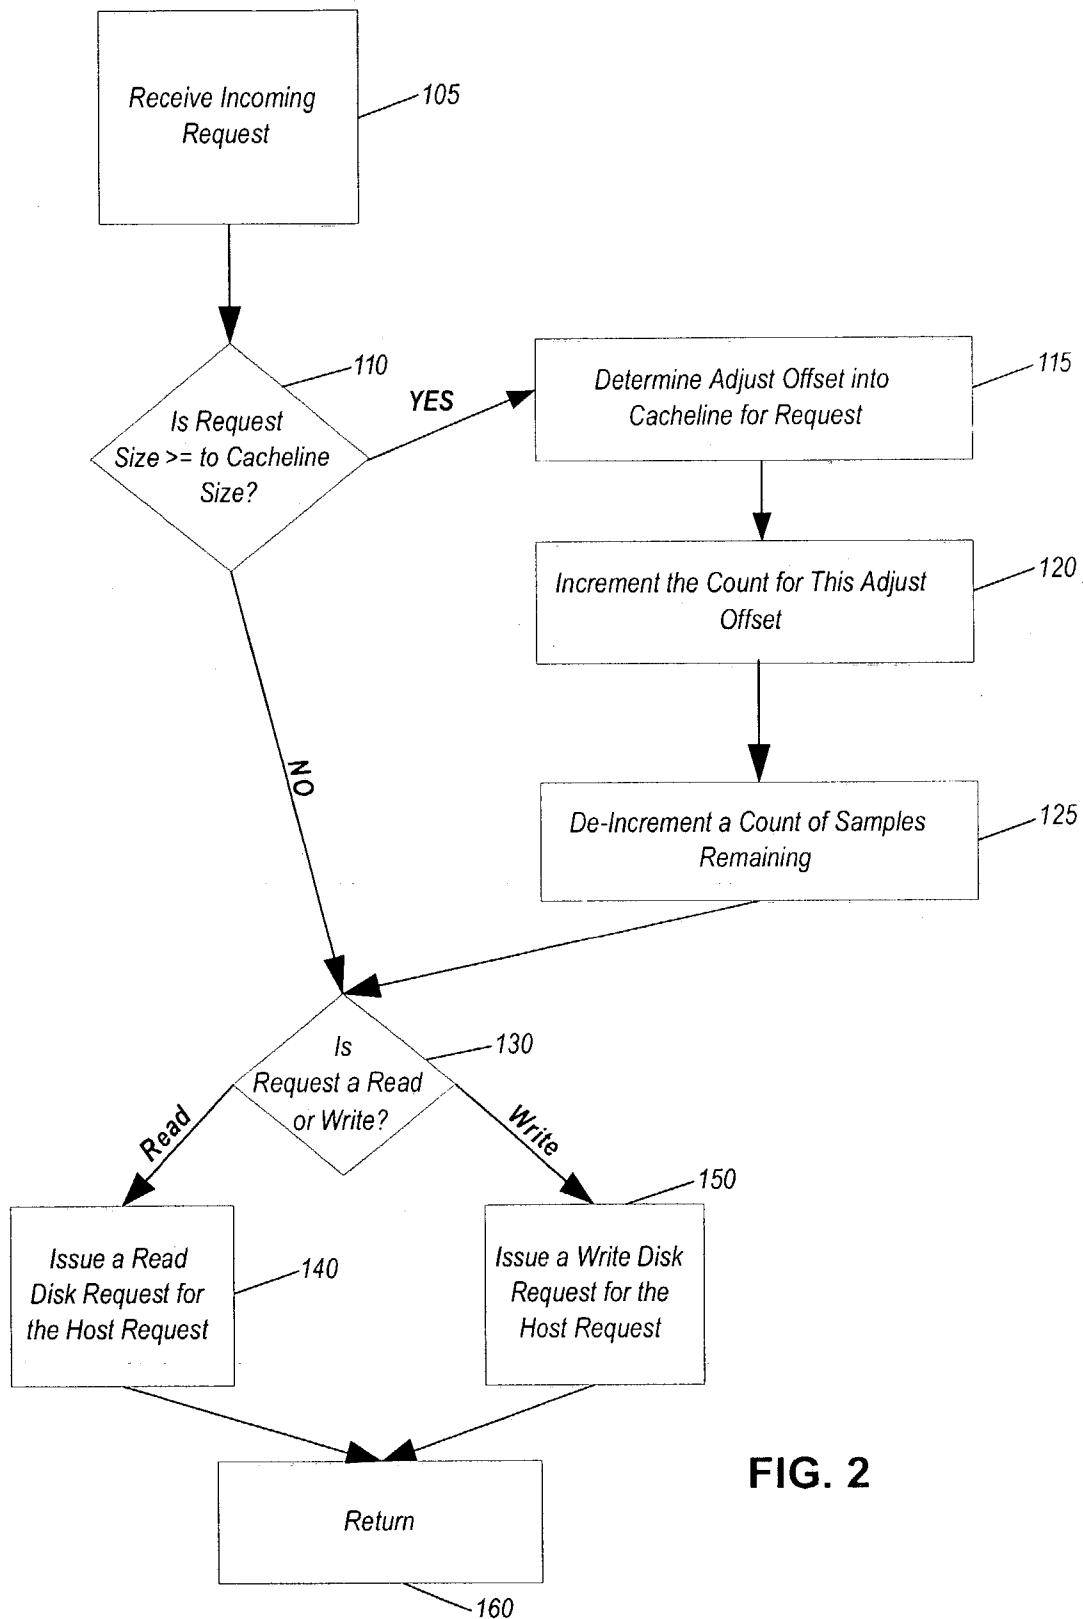 Receive Incoming
Request
105
110
Is Request
Size >= to Cacheline
Size?
YES
Determine Adjust Offset into
Cacheline for Request
115
Increment the Count for This Adjust
Offset
120
NO
De-Increment a Count of Samples
Remaining
125
Is
Request a Read
or Write?
130
Read
Write
150
Issue a Read
Disk Request for
the Host Request
140
Issue a Write Disk
Request for the
Host Request
FIG. 2
Return
160